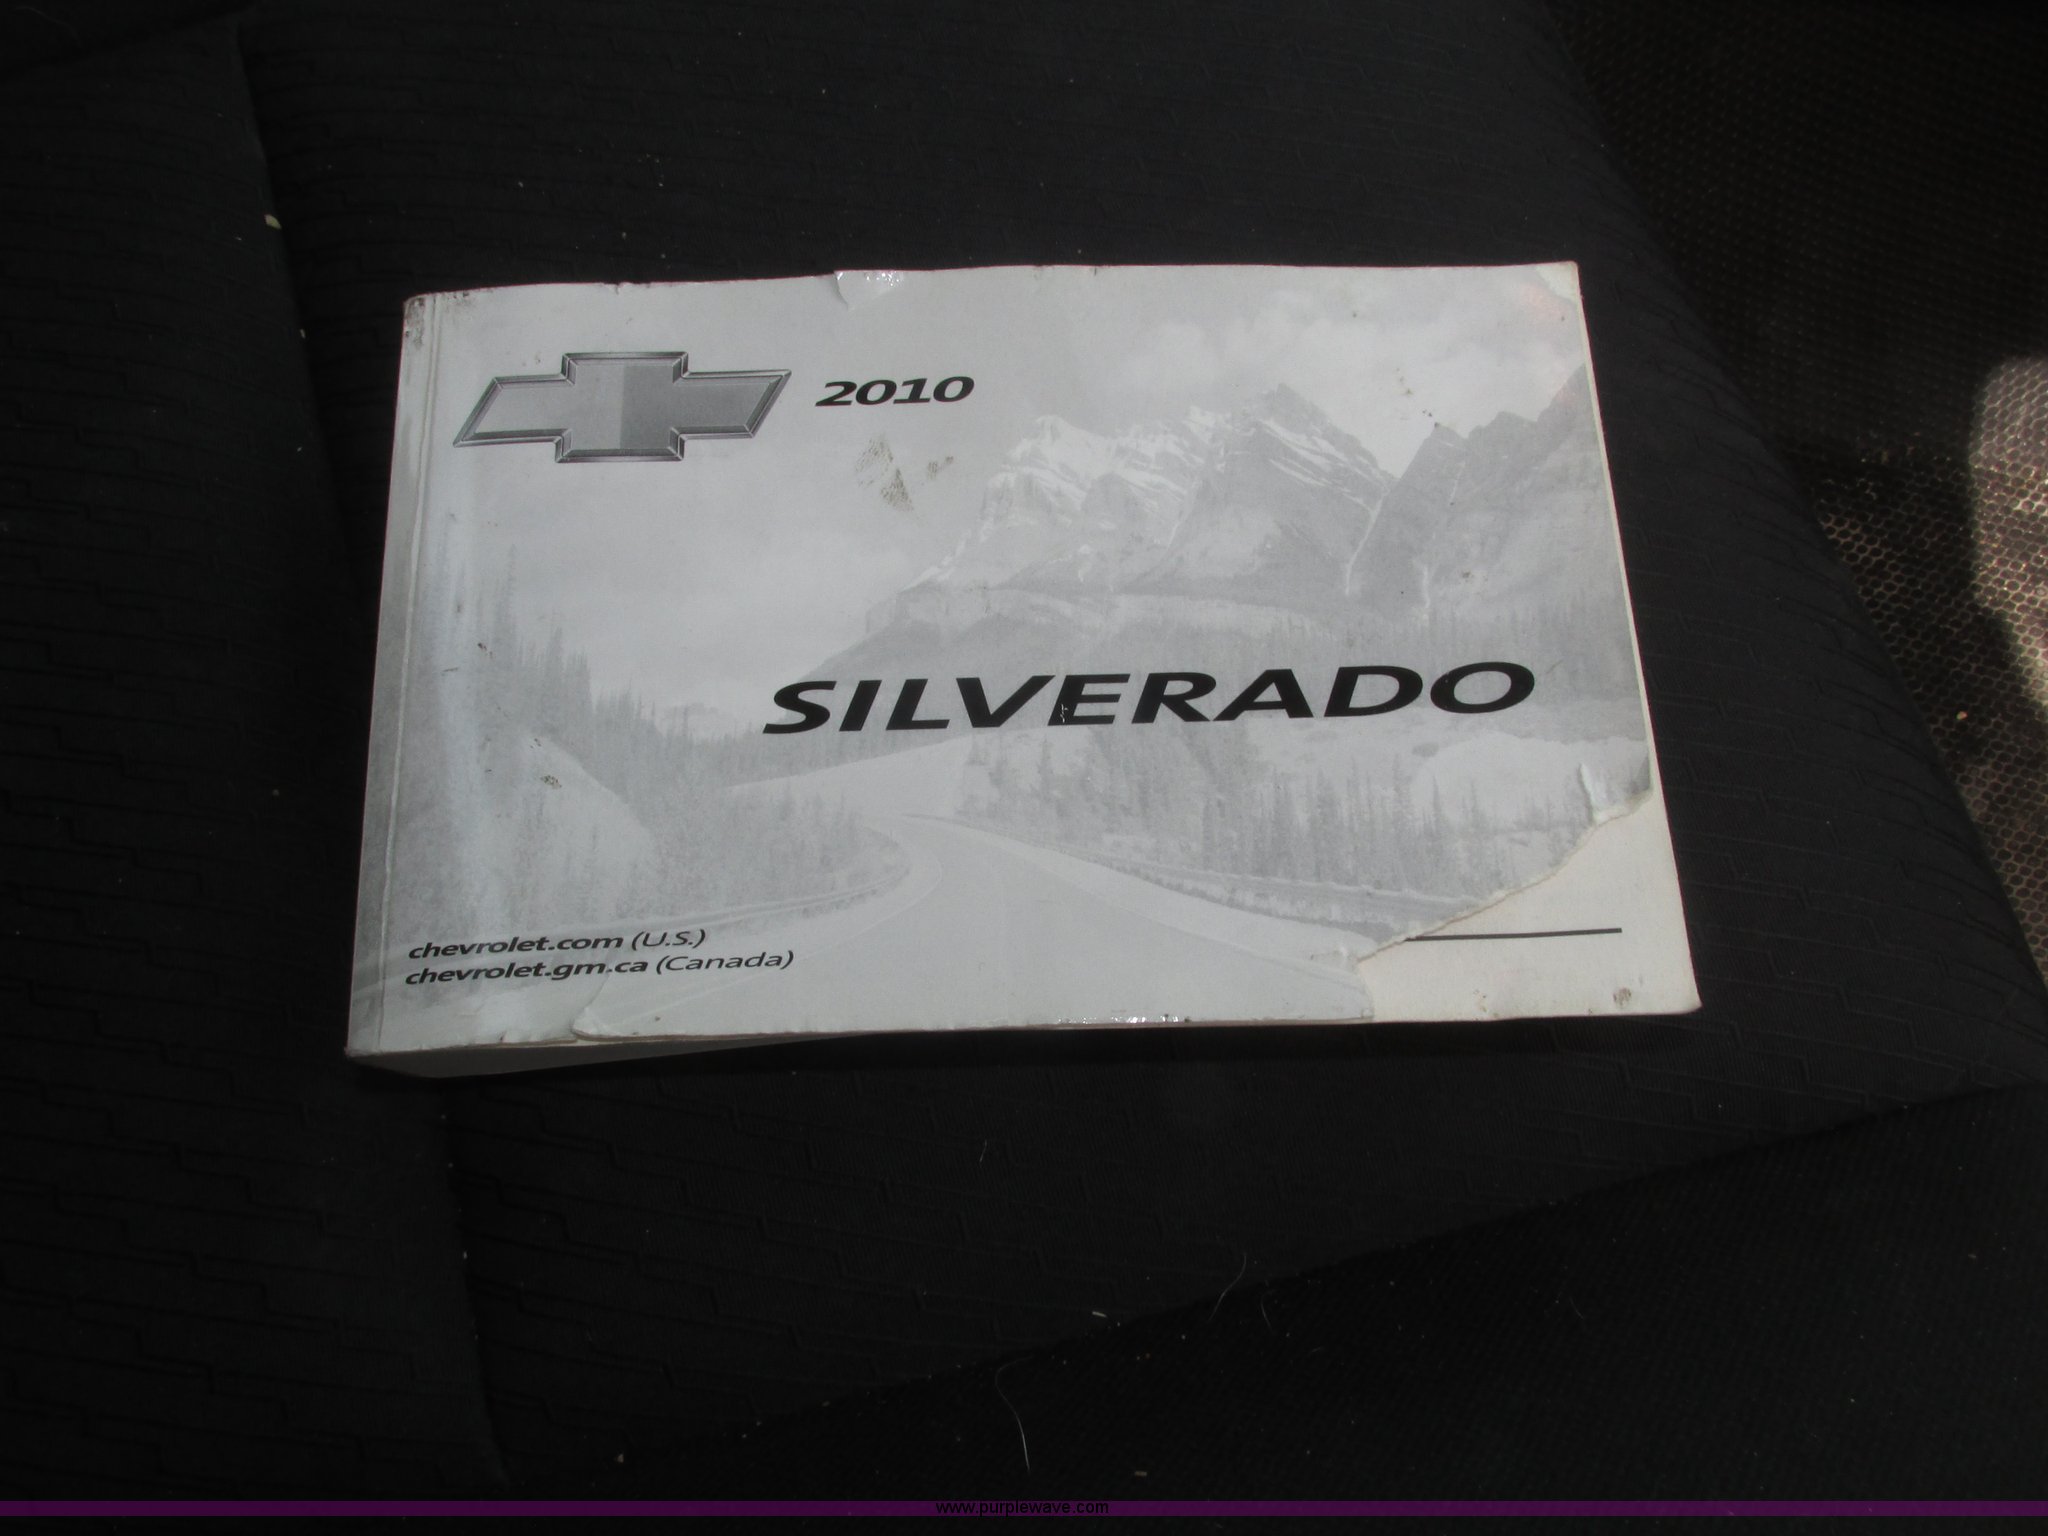 2010
SILVERADO
chevrolet.com (U.S.)
chevrolet.gm.ca (Canada)
www.purplewave.com